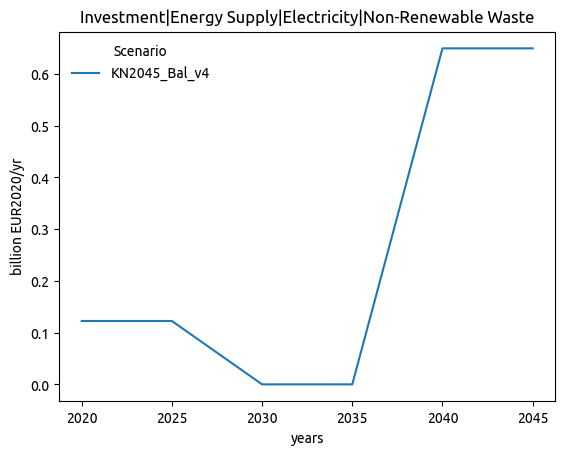 Investment|Energy Supply|Electricity|Non-Renewable Waste
Scenario
KN2045_Bal_v4
0.6
0.5
0.4
0.3
0.2
0.1
0.0
billion EUR2020/yr
2020 2025 2030 2035 2040 2045
years